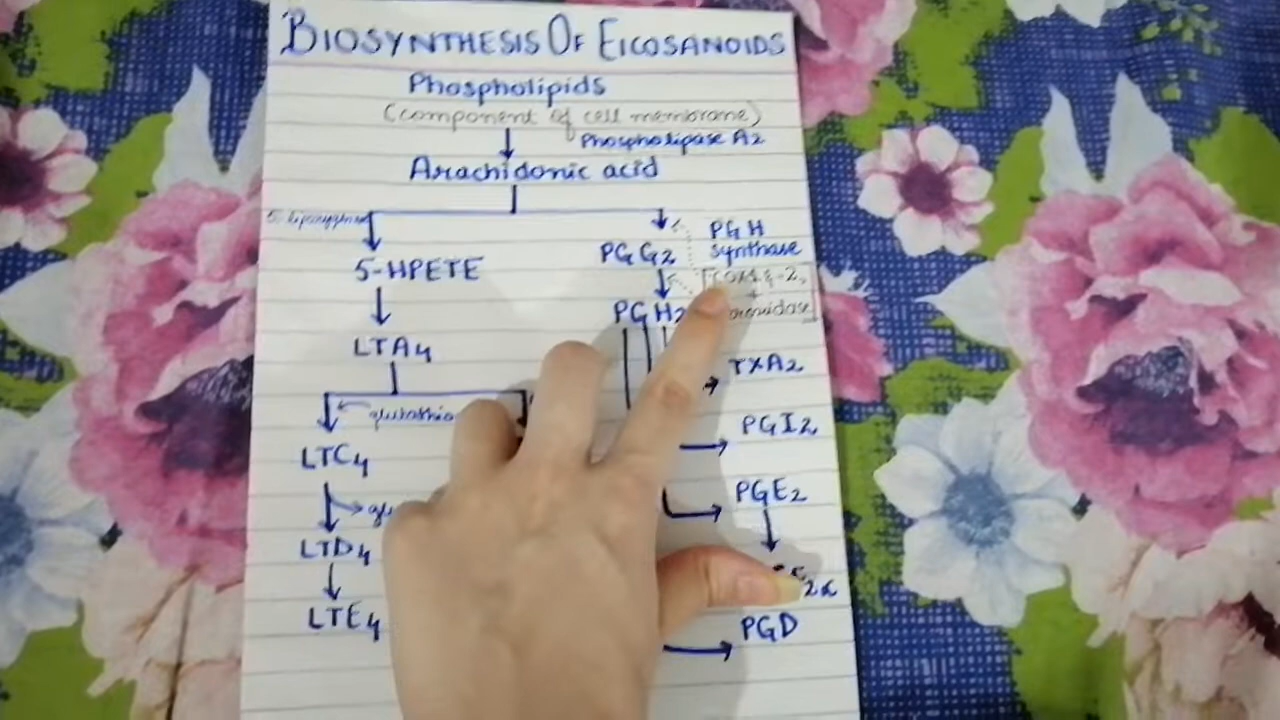 BIOSYNTHESIS OF EICOSANOIDS
Phospholipids
(component of cell membrane)
Phospholipase A2
Arachidonic acid
PGH
synthase
PGG2
5-HPETE
PGH2
LTA4
TXA2
PGI2
LTC4
PGE2
LTD4
2α
LTE4
PGD